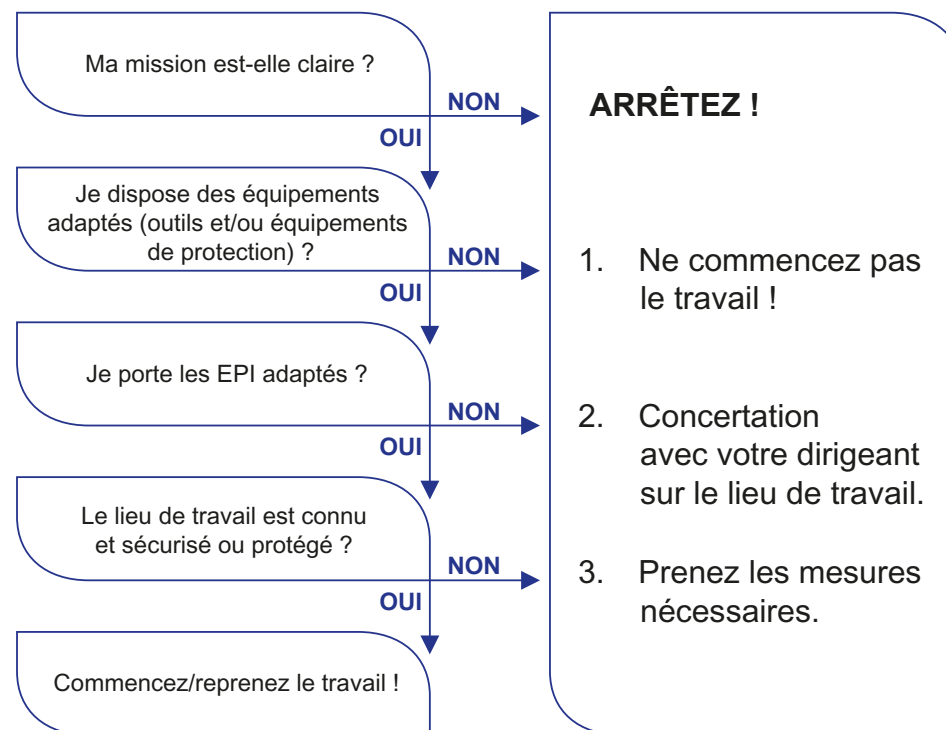 Ma mission est-elle claire ?
NON
OUI
Je dispose des équipements
adaptés (outils et/ou équipements
de protection) ?
NON
OUI
Je porte les EPI adaptés ?
NON
OUI
Le lieu de travail est connu
et sécurisé ou protégé ?
NON
OUI
Commencez/reprenez le travail !
ARRÊTEZ !
1. Ne commencez pas
le travail !
2. Concertation
avec votre dirigeant
sur le lieu de travail.
3. Prenez les mesures
nécessaires.